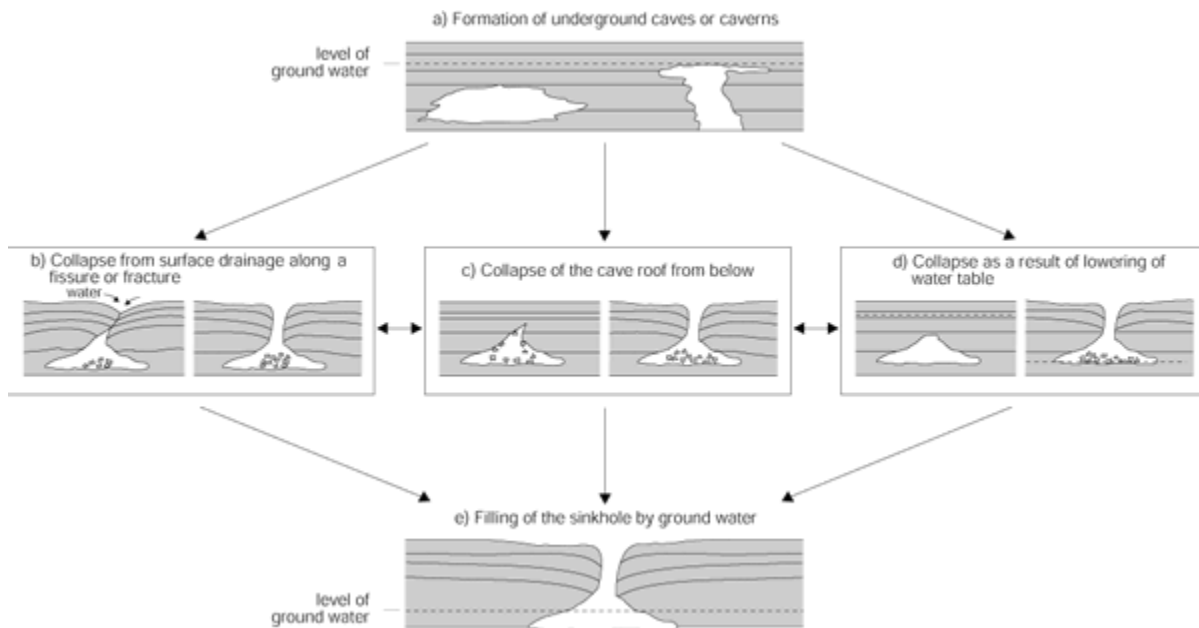 a) Formation of underground caves or caverns
level of
ground water
b) Collapse from surface drainage along a
fissure or fracture
water
c) Collapse of the cave roof from below
d) Collapse as a result of lowering of
water table
e) Filling of the sinkhole by ground water
level of
ground water